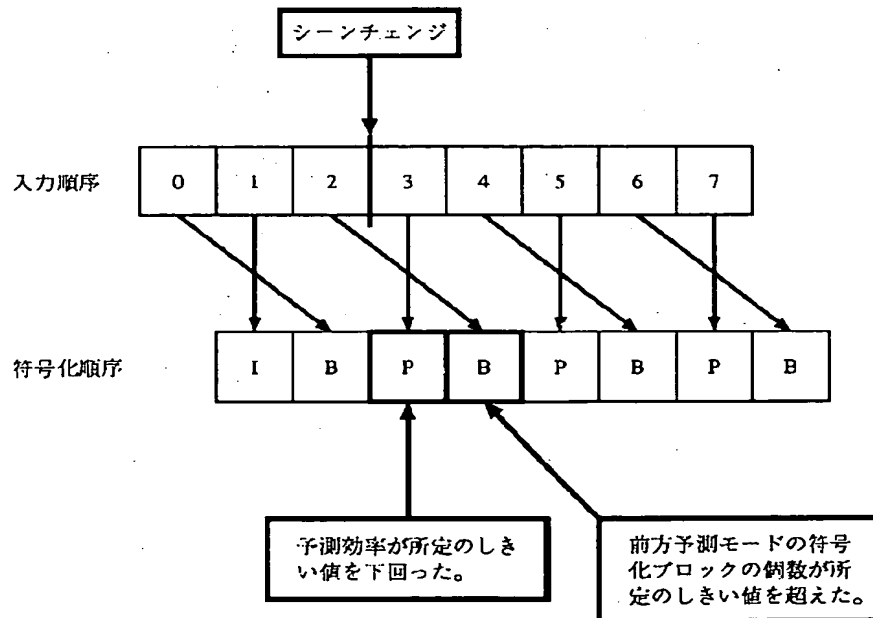 シーンチェンジ
入力順序 0 1 2 3 4 5 6 7
符号化順序 I B P B P B P B
予測効率が所定のしき
い値を下回った。
前方予測モードの符号
化ブロックの個数が所
定のしきい値を超えた。